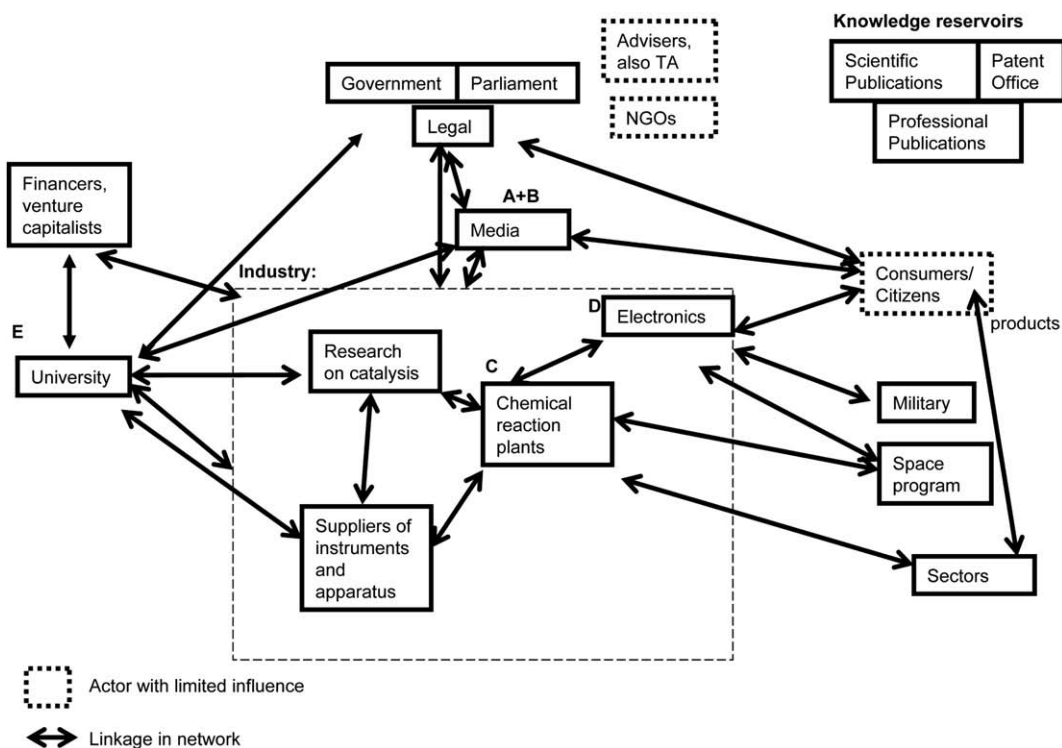 Knowledge reservoirs
Advisers,
also TA
Scientific
Publications
Patent
Office
Government
Parliament
Legal
NGOs
Professional
Publications
Financers,
venture
capitalists
A+B
Media
Industry:
Consumers/
Citizens
products
E
D
Electronics
University
Research
on catalysis
C
Chemical
reaction
plants
Military
Space
program
Suppliers of
instruments
and
apparatus
Sectors
Actor with limited influence
Linkage in network